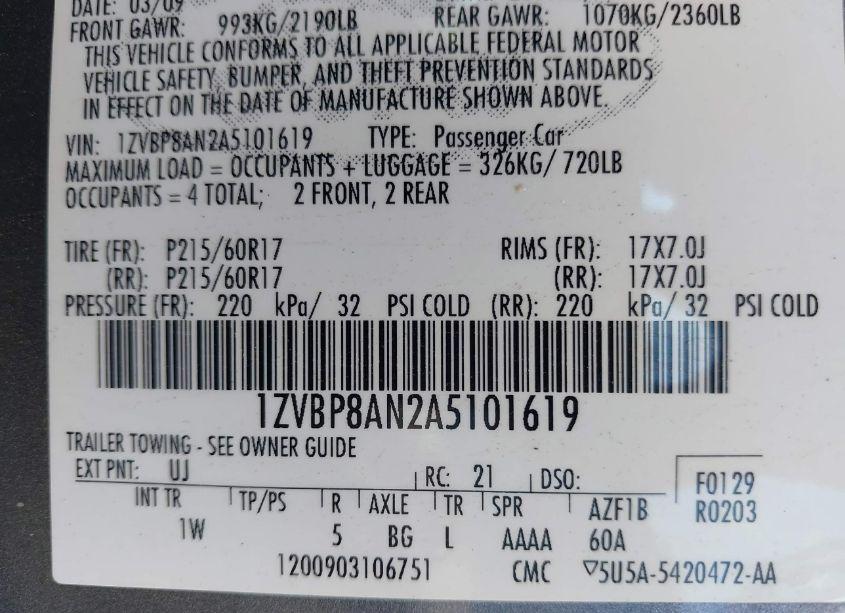 DATE: 03/09
FRONT GAWR: 993KG/2190LB REAR GAWR: 1070KG/2360LB
THIS VEHICLE CONFORMS TO ALL APPLICABLE FEDERAL MOTOR
VEHICLE SAFETY, BUMPER, AND THEFT PREVENTION STANDARDS
IN EFFECT ON THE DATE OF MANUFACTURE SHOWN ABOVE.
VIN: 1ZVBP8AN2A5101619 TYPE: Passenger Car
MAXIMUM LOAD = OCCUPANTS + LUGGAGE = 326KG/ 720LB
OCCUPANTS = 4 TOTAL; 2 FRONT, 2 REAR
TIRE (FR): P215/60R17 RIMS (FR): 17X7.0J
(RR): P215/60R17 (RR): 17X7.0J
PRESSURE (FR): 220 kPa/ 32 PSI COLD (RR): 220 kPa/ 32 PSI COLD
1ZVBP8AN2A5101619
TRAILER TOWING - SEE OWNER GUIDE
EXT PNT: UJ RC: 21 DSO: F0129
INT TR TP/PS R AXLE TR SPR AZF1B R0203
1W 5 BG L AAAA 60A
1200903106751 CMC ▽5U5A-5420472-AA